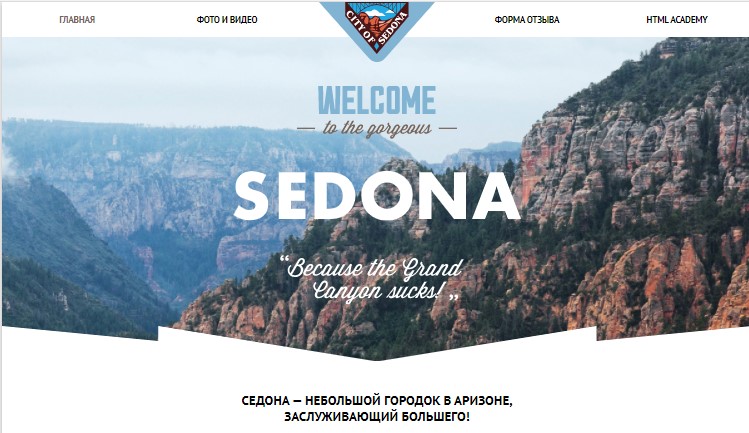 ГЛАВНАЯ
ФОТО И ВИДЕО
CITY OF SEDONA
ФОРМА ОТЗЫВА
HTML ACADEMY
WELCOME
to the gorgeous
SEDONA
“Because the Grand
Canyon sucks!„
СЕДОНА — НЕБОЛЬШОЙ ГОРОДОК В АРИЗОНЕ,
ЗАСЛУЖИВАЮЩИЙ БОЛЬШЕГО!